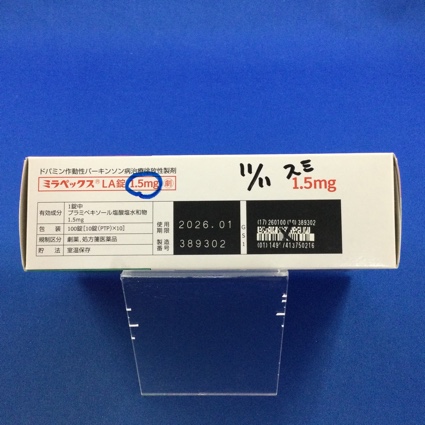 ドパミン作動性パーキンソン病治療徐放性製剤
ミラペックス® LA錠 1.5mg 劇
11/11 スミ
1.5mg
有効成分 1錠中
プラミペキソール塩酸塩水和物
1.5mg
包装 100錠[10錠(PTP)×10]
規制区分 劇薬、処方箋医薬品
貯法 室温保存
使用期限 2026.01
製造番号 389302
GS1
(17) 260100 389302